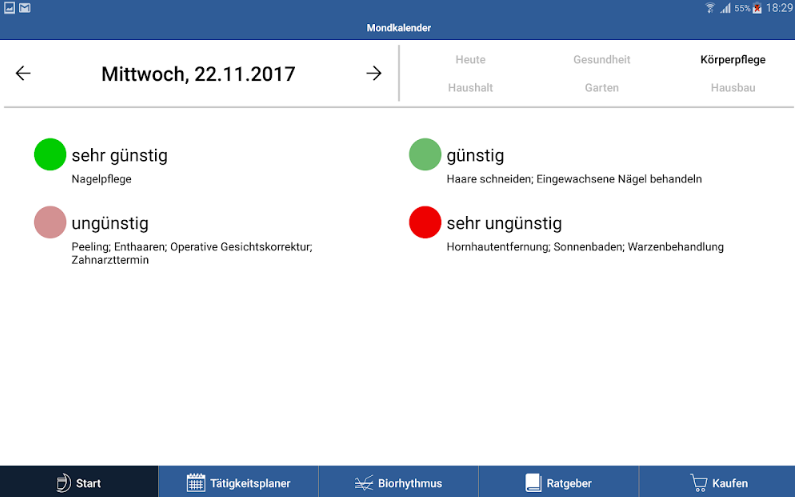 55% 18:29
Mondkalender
Mittwoch, 22.11.2017
Heute Gesundheit Körperpflege
Haushalt Garten Hausbau
sehr günstig
Nagelpflege
günstig
Haare schneiden; Eingewachsene Nägel behandeln
ungünstig
Peeling; Enthaaren; Operative Gesichtskorrektur;
Zahnarzttermin
sehr ungünstig
Hornhautentfernung; Sonnenbaden; Warzenbehandlung
Start Tätigkeitsplaner Biorhythmus Ratgeber Kaufen